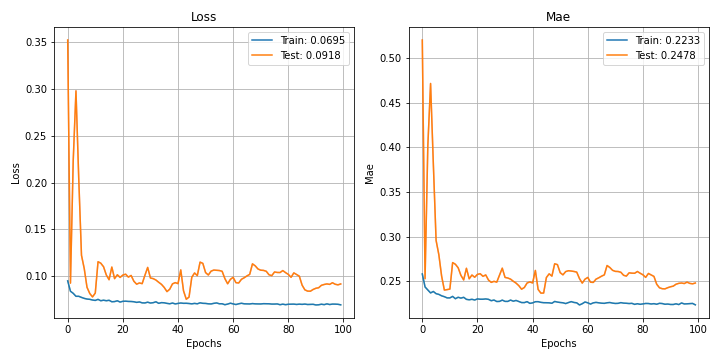 Loss
Mae
Train: 0.0695
Test: 0.0918
Train: 0.2233
Test: 0.2478
0.35
0.30
0.25
0.20
0.15
0.10
0.50
0.45
0.40
0.35
0.30
0.25
Loss
Mae
0 20 40 60 80 100
0 20 40 60 80 100
Epochs
Epochs